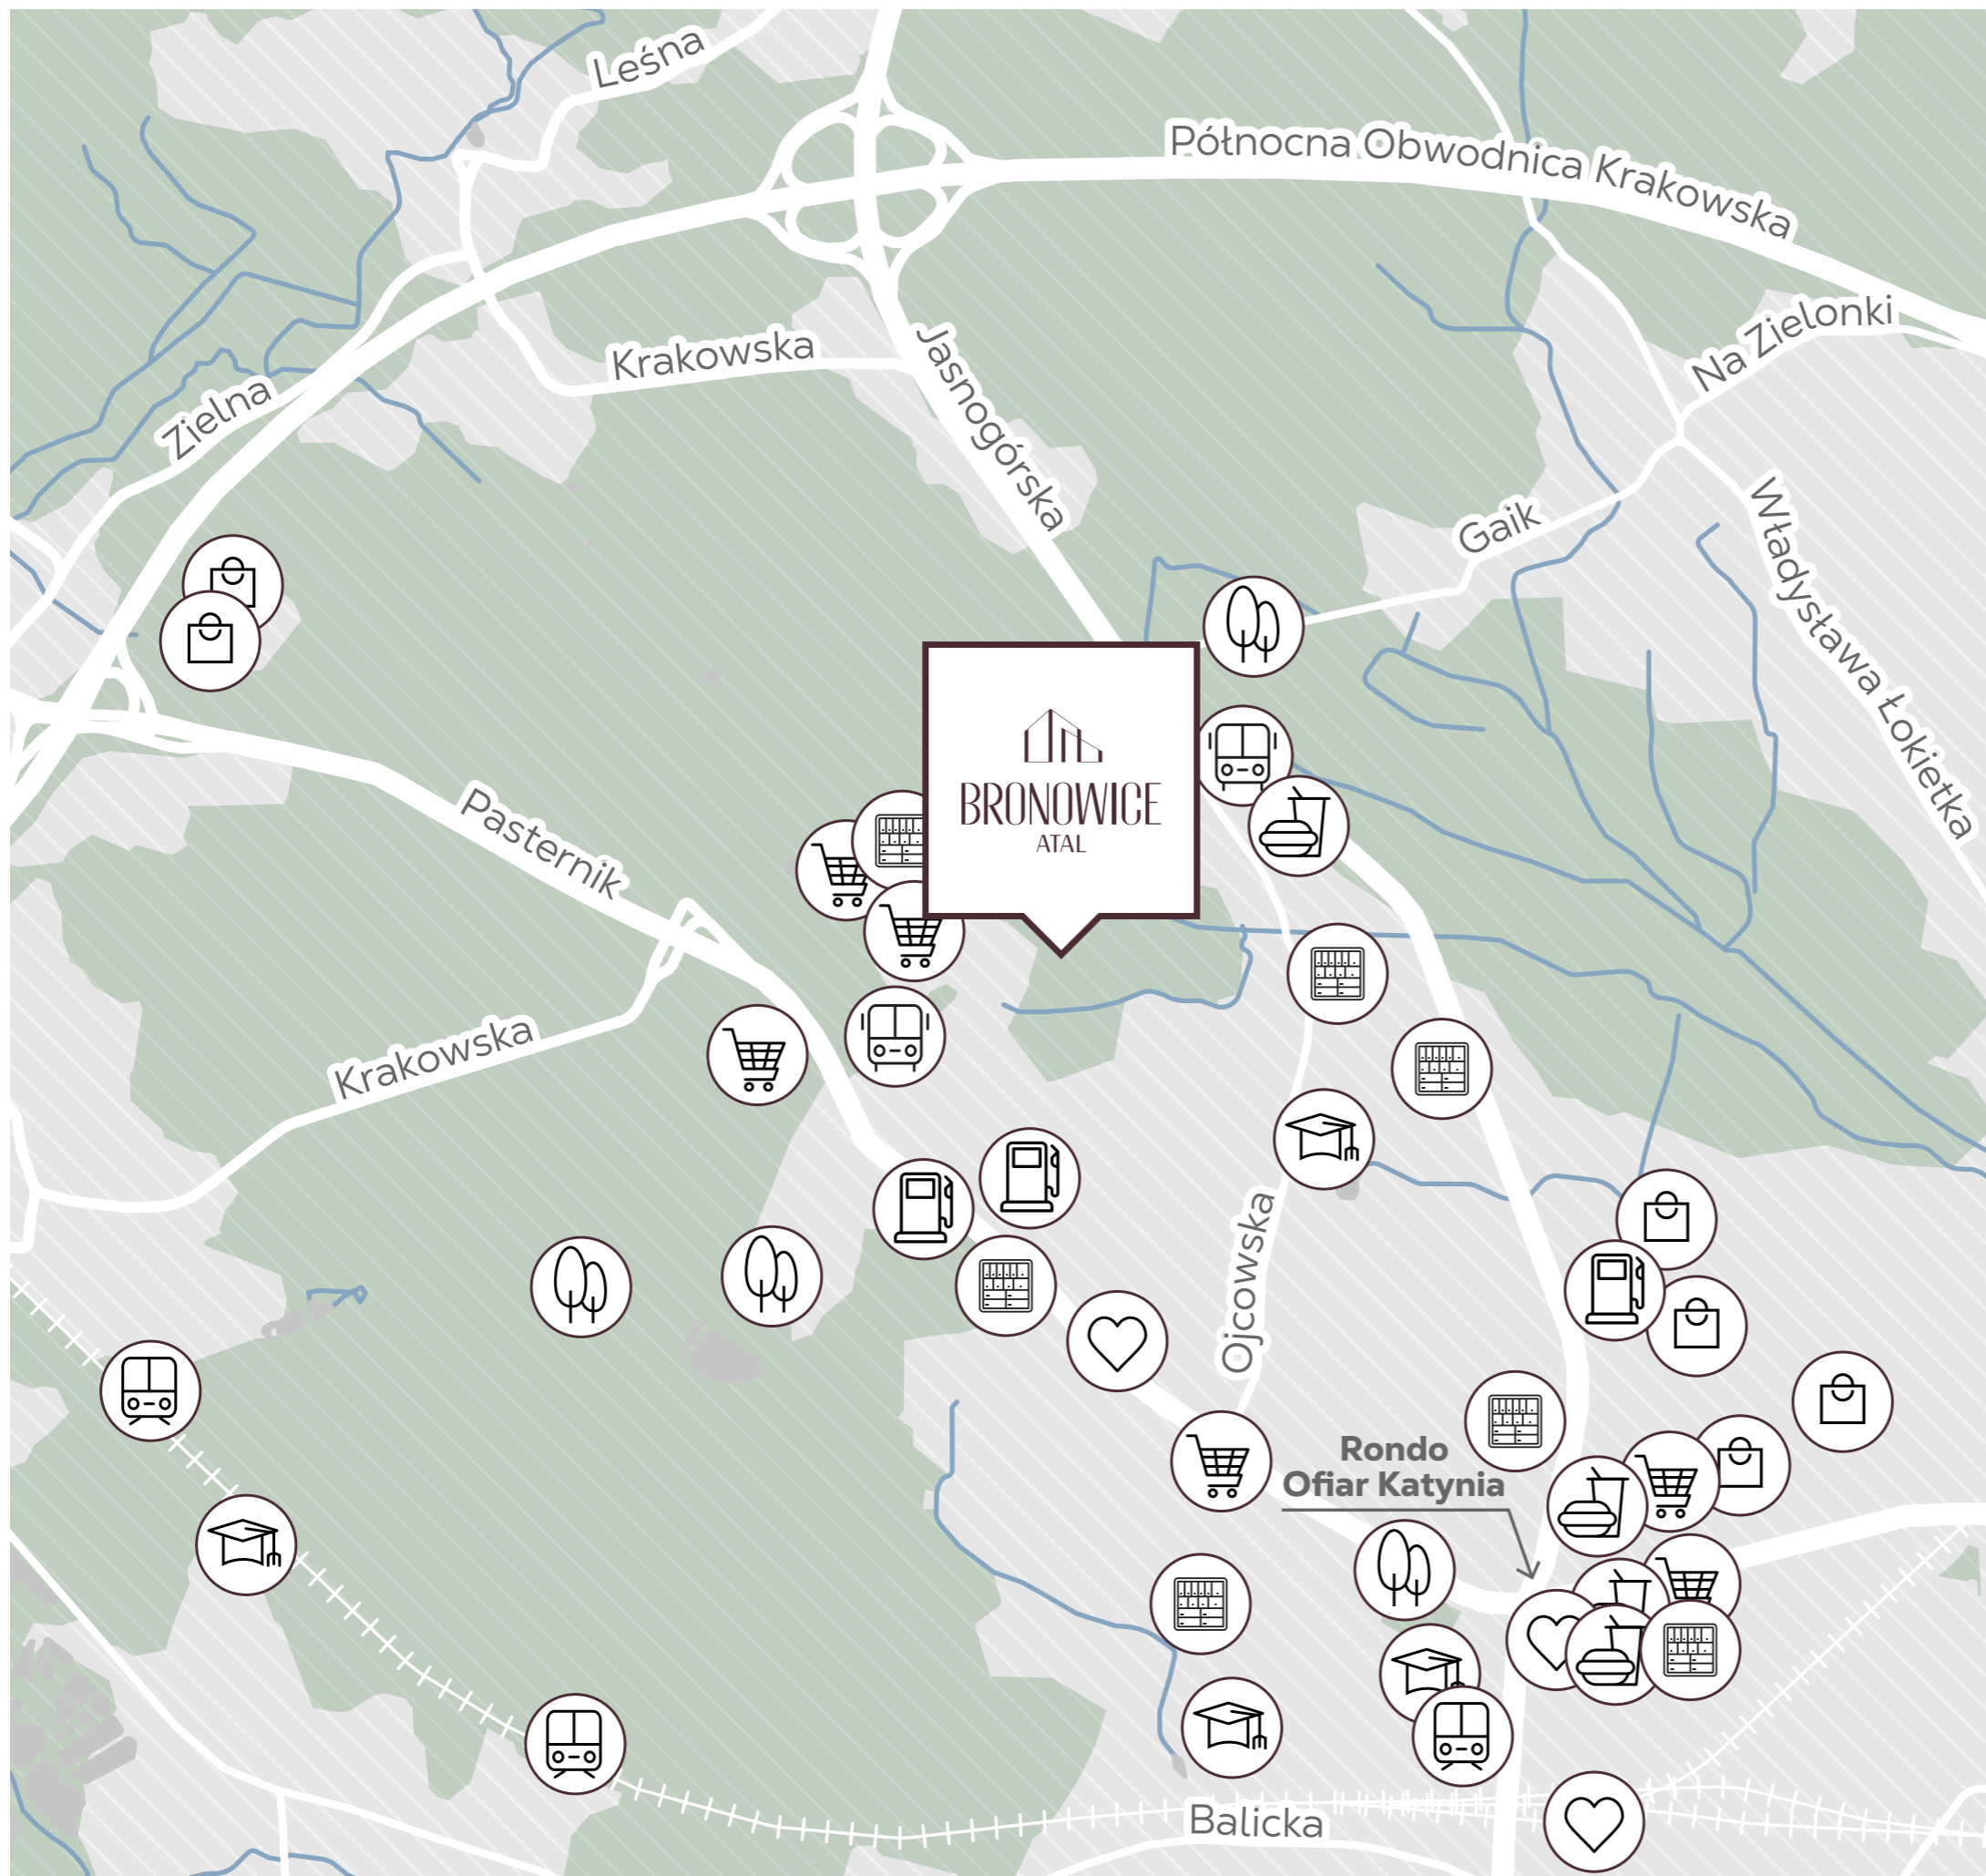 Leśna
Północna Obwodnica Krakowska
Na Zielonki
Krakowska
Jasnogórska
Zielna
Gaik
Władysława Łokietka
BRONOWICE
ATAL
Pasternik
Krakowska
Ojcowska
Rondo
Ofiar Katynia
Balicka